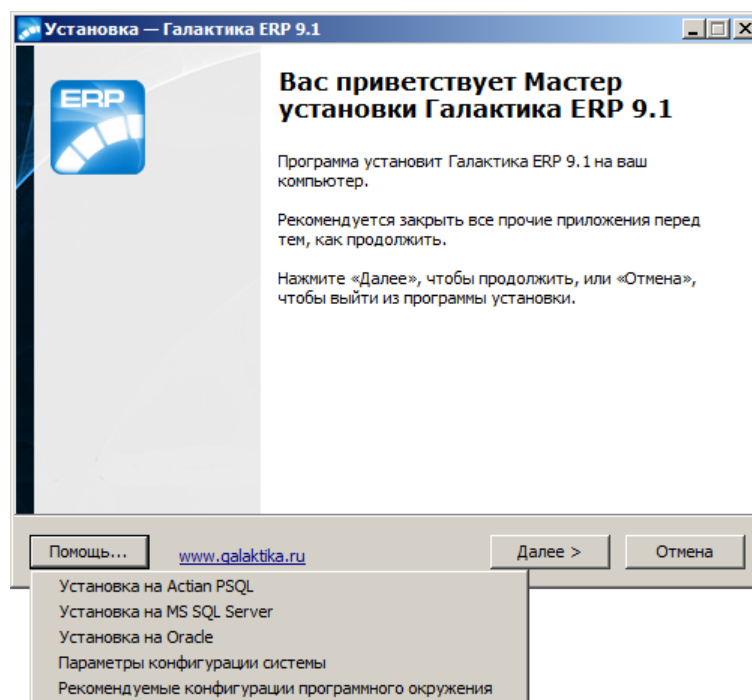 Установка — Галактика ERP 9.1
ERP
Вас приветствует Мастер
установки Галактика ERP 9.1
Программа установит Галактика ERP 9.1 на ваш
компьютер.
Рекомендуется закрыть все прочие приложения перед
тем, как продолжить.
Нажмите «Далее», чтобы продолжить, или «Отмена»,
чтобы выйти из программы установки.
Помощь...
www.galaktika.ru
Далее >
Отмена
Установка на Actian PSQL
Установка на MS SQL Server
Установка на Oracle
Параметры конфигурации системы
Рекомендуемые конфигурации программного окружения